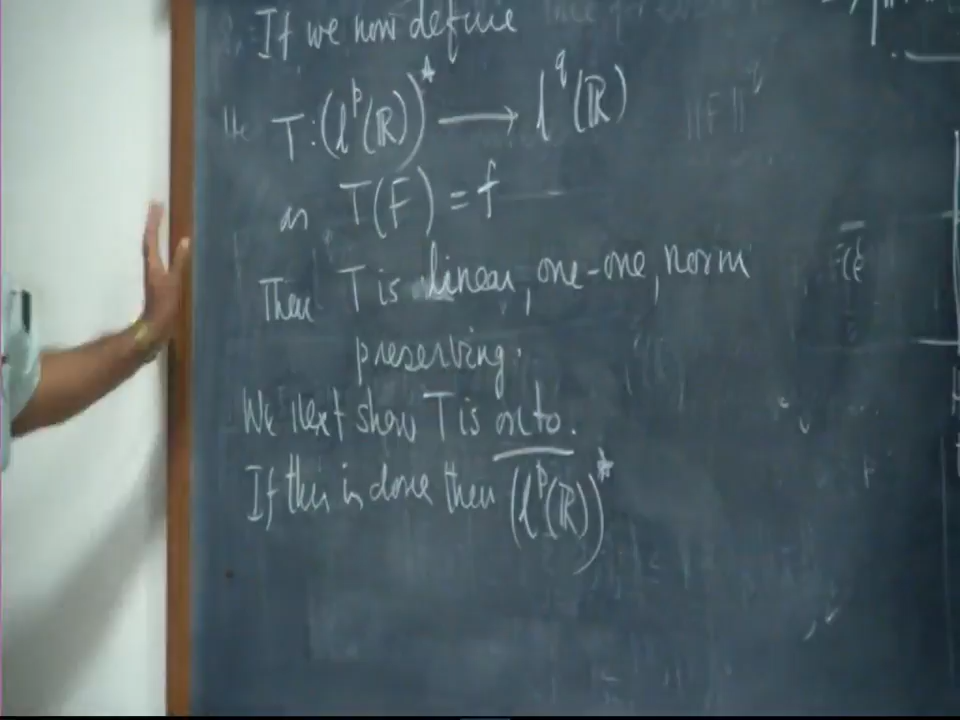 If we now define
T:(l^p(ℝ))* ⟶ l^q(ℝ)
as T(F) = f
Then T is linear, one-one, norm
preserving.
We next show T is onto.
If this is done then (l^p(ℝ))*